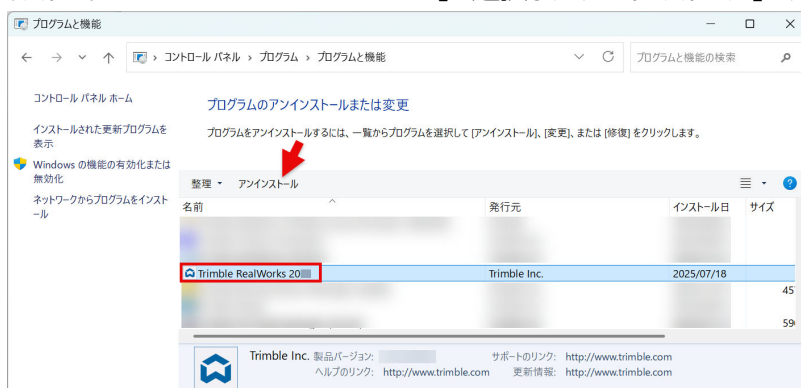 プログラムと機能
コントロール パネル › プログラム › プログラムと機能
プログラムと機能の検索
コントロール パネル ホーム
インストールされた更新プログラムを
表示
Windows の機能の有効化または
無効化
ネットワークからプログラムをインスト
ール
プログラムのアンインストールまたは変更
プログラムをアンインストールするには、一覧からプログラムを選択して [アンインストール]、[変更]、または [修復] をクリックします。
整理 アンインストール
名前 発行元 インストール日 サイズ
Trimble RealWorks 20 Trimble Inc. 2025/07/18
Trimble Inc. 製品バージョン: サポートのリンク: http://www.trimble.com
ヘルプのリンク: http://www.trimble.com 更新情報: http://www.trimble.com